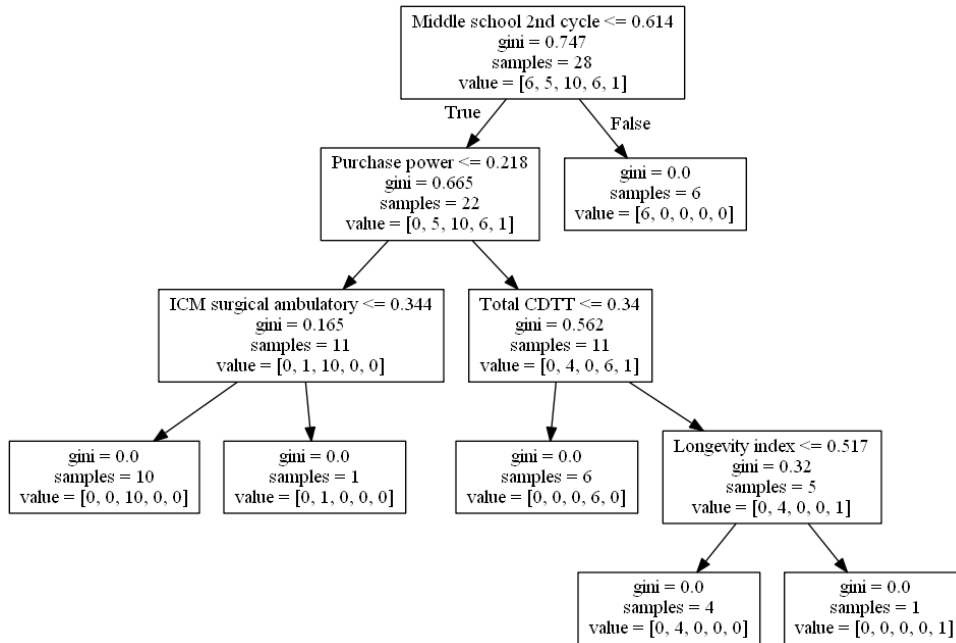 Middle school 2nd cycle <= 0.614
gini = 0.747
samples = 28
value = [6, 5, 10, 6, 1]
True
False
Purchase power <= 0.218
gini = 0.665
samples = 22
value = [0, 5, 10, 6, 1]
gini = 0.0
samples = 6
value = [6, 0, 0, 0, 0]
ICM surgical ambulatory <= 0.344
gini = 0.165
samples = 11
value = [0, 1, 10, 0, 0]
Total CDTT <= 0.34
gini = 0.562
samples = 11
value = [0, 4, 0, 6, 1]
gini = 0.0
samples = 10
value = [0, 0, 10, 0, 0]
gini = 0.0
samples = 1
value = [0, 1, 0, 0, 0]
gini = 0.0
samples = 6
value = [0, 0, 0, 6, 0]
Longevity index <= 0.517
gini = 0.32
samples = 5
value = [0, 4, 0, 0, 1]
gini = 0.0
samples = 4
value = [0, 4, 0, 0, 0]
gini = 0.0
samples = 1
value = [0, 0, 0, 0, 1]